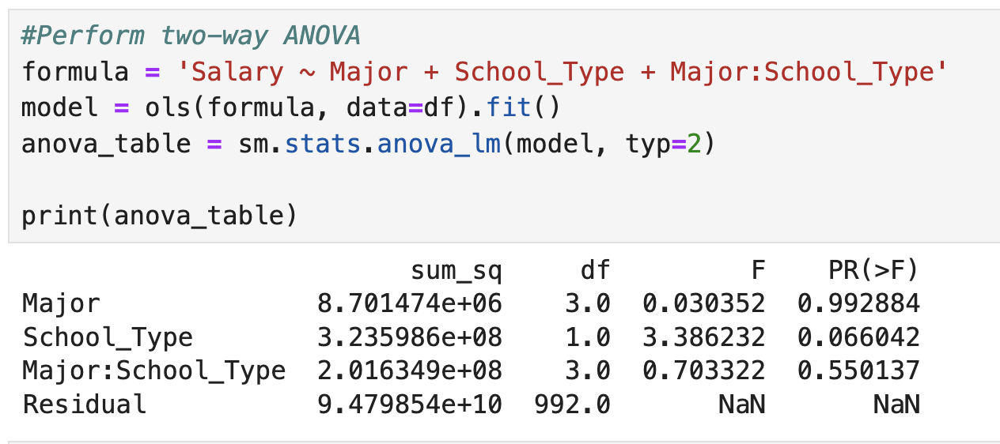 #Perform two-way ANOVA
formula = 'Salary ~ Major + School_Type + Major:School_Type'
model = ols(formula, data=df).fit()
anova_table = sm.stats.anova_lm(model, typ=2)
print(anova_table)
sum_sq df F PR(>F)
Major 8.701474e+06 3.0 0.030352 0.992884
School_Type 3.235986e+08 1.0 3.386232 0.066042
Major:School_Type 2.016349e+08 3.0 0.703322 0.550137
Residual 9.479854e+10 992.0 NaN NaN